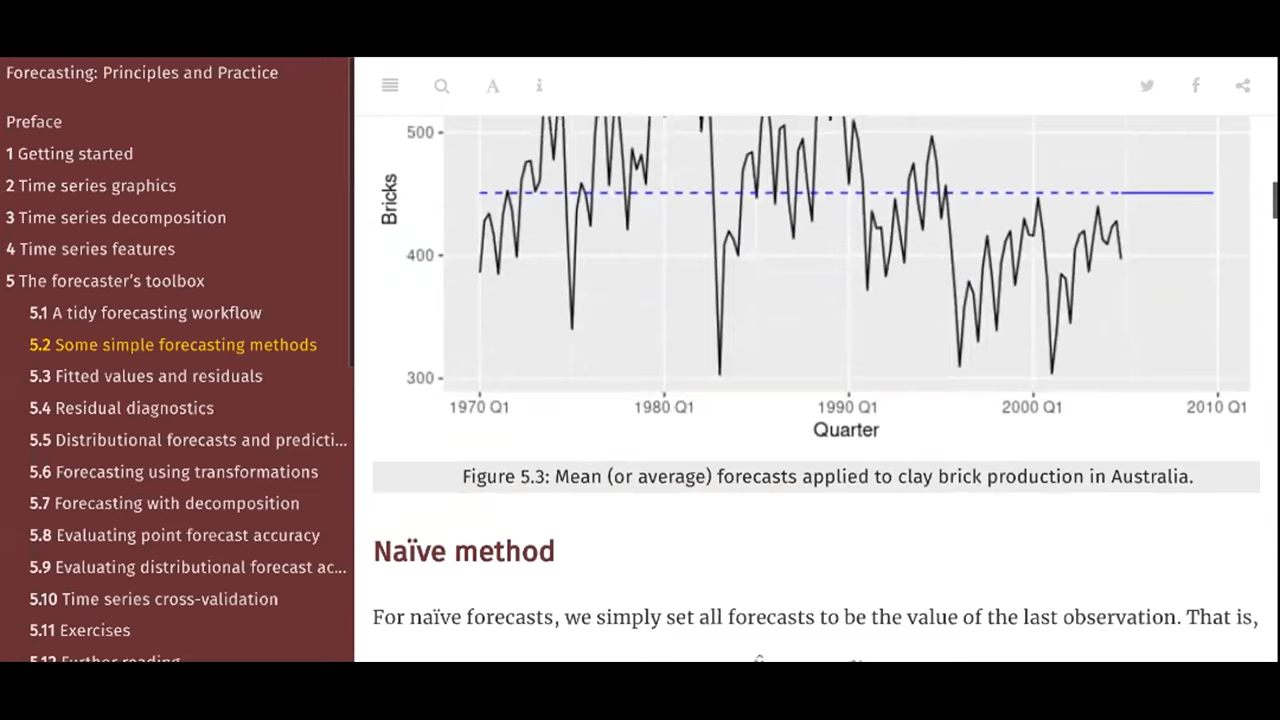 Forecasting: Principles and Practice
Preface
1 Getting started
2 Time series graphics
3 Time series decomposition
4 Time series features
5 The forecaster's toolbox
5.1 A tidy forecasting workflow
5.2 Some simple forecasting methods
5.3 Fitted values and residuals
5.4 Residual diagnostics
5.5 Distributional forecasts and predicti...
5.6 Forecasting using transformations
5.7 Forecasting with decomposition
5.8 Evaluating point forecast accuracy
5.9 Evaluating distributional forecast ac...
5.10 Time series cross-validation
5.11 Exercises
5.12 Further reading
A i
500
400
300
Bricks
1970 Q1 1980 Q1 1990 Q1 2000 Q1 2010 Q1
Quarter
Figure 5.3: Mean (or average) forecasts applied to clay brick production in Australia.
Naïve method
For naïve forecasts, we simply set all forecasts to be the value of the last observation. That is,